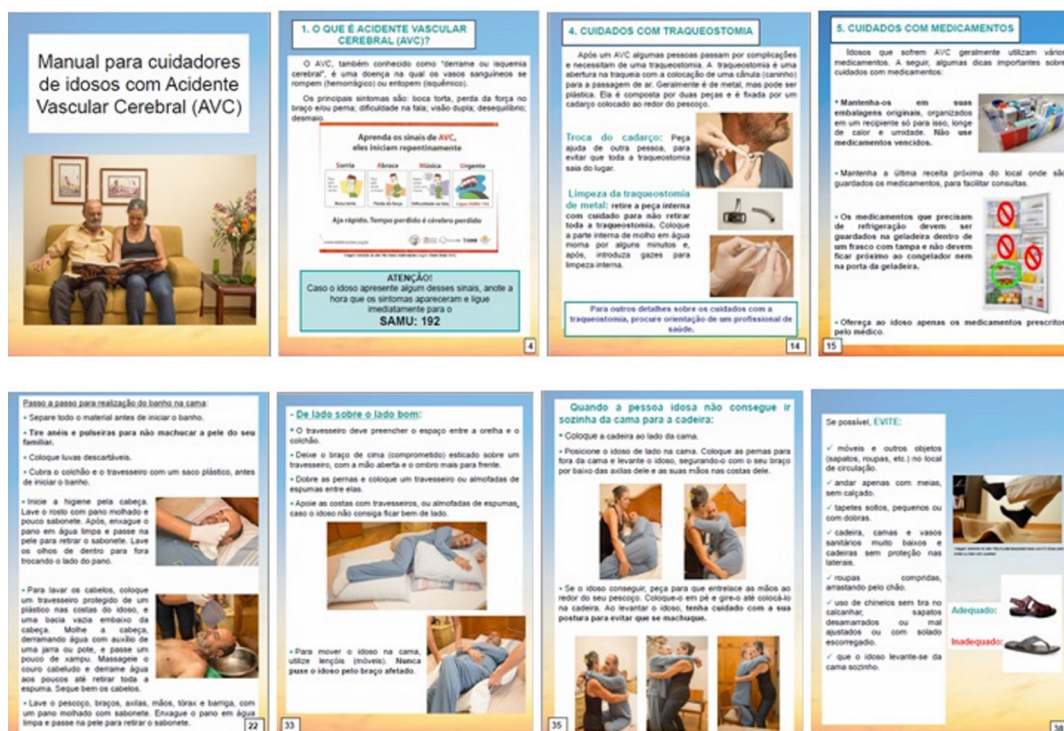 Manual para cuidadores
de idosos com Acidente
Vascular Cerebral (AVC)
1. O QUE É ACIDENTE VASCULAR
CEREBRAL (AVC)?
O AVC, também conhecido como "derrame ou isquemia
cerebral", é uma doença na qual os vasos sanguíneos se
rompem (hemorrágico) ou entopem (isquêmico).
Os principais sintomas são: boca torta, perda da força no
braço e/ou perna; dificuldade na fala; visão dupla; desequilíbrio;
desmaio.
Aprenda os sinais de AVC,
eles iniciam repentinamente
Sorria Abrace Música Urgente
Aja rápido. Tempo perdido é cérebro perdido
ATENÇÃO!
Caso o idoso apresente algum desses sinais, anote a
hora que os sintomas apareceram e ligue
imediatamente para o
SAMU: 192
4
4. CUIDADOS COM TRAQUEOSTOMIA
Após um AVC algumas pessoas passam por complicações
e necessitam de uma traqueostomia. A traqueostomia é uma
abertura na traqueia com a colocação de uma cânula (caninho)
para a passagem de ar. Geralmente é de metal, mas pode ser
plástica. Ela é composta por duas peças e é fixada por um
cadarço colocado ao redor do pescoço.
Troca do cadarço: Peça
ajuda de outra pessoa, para
evitar que toda a traqueostomia
saia do lugar.
Limpeza da traqueostomia
de metal: retire a peça interna
com cuidado para não retirar
toda a traqueostomia. Coloque
a parte interna de molho em água
morna por alguns minutos e,
após, introduza gazes para
limpeza interna.
Para outros detalhes sobre os cuidados com a
traqueostomia, procure orientação de um profissional de
saúde.
14
5. CUIDADOS COM MEDICAMENTOS
Idosos que sofrem AVC geralmente utilizam vários
medicamentos. A seguir, algumas dicas importantes sobre
cuidados com medicamentos:
• Mantenha-os em suas
embalagens originais, organizados
em um recipiente só para isso, longe
de calor e umidade. Não use
medicamentos vencidos.
• Mantenha a última receita próxima do local onde são
guardados os medicamentos, para facilitar consultas.
• Os medicamentos que precisam
de refrigeração devem ser
guardados na geladeira dentro de
um frasco com tampa e não devem
ficar próximo ao congelador nem
na porta da geladeira.
• Ofereça ao idoso apenas os medicamentos prescritos
pelo médico.
15
Passo a passo para realização do banho na cama:
• Separe todo o material antes de iniciar o banho.
• Tire anéis e pulseiras para não machucar a pele do seu
familiar.
• Coloque luvas descartáveis.
• Cubra o colchão e o travesseiro com um saco plástico, antes
de iniciar o banho.
• Inicie a higiene pela cabeça.
Lave o rosto com pano molhado e
pouco sabonete. Após, enxague o
pano em água limpa e passe na
pele para retirar o sabonete. Lave
os olhos de dentro para fora
trocando o lado do pano.
• Para lavar os cabelos, coloque
um travesseiro protegido de um
plástico nas costas do idoso, e
uma bacia vazia embaixo da
cabeça. Molhe a cabeça,
derramando água com auxílio de
uma jarra ou pote, e passe um
pouco de xampu. Massageie o
couro cabeludo e derrame água
aos poucos até retirar toda a
espuma. Seque bem os cabelos.
• Lave o pescoço, braços, axilas, mãos, tórax e barriga, com
um pano molhado com sabonete. Enxague o pano em água
limpa e passe na pele para retirar o sabonete.
22
- De lado sobre o lado bom:
• O travesseiro deve preencher o espaço entre a orelha e o
colchão.
• Deixe o braço de cima (comprometido) esticado sobre um
travesseiro, com a mão aberta e o ombro mais para frente.
• Dobre as pernas e coloque um travesseiro ou almofadas de
espumas entre elas.
• Apoie as costas com travesseiros, ou almofadas de espumas,
caso o idoso não consiga ficar bem de lado.
• Para mover o idoso na cama,
utilize lençóis (móveis). Nunca
puxe o idoso pelo braço afetado.
33
Quando a pessoa idosa não consegue ir
sozinha da cama para a cadeira:
• Coloque a cadeira ao lado da cama.
• Posicione o idoso de lado na cama. Coloque as pernas para
fora da cama e levante o idoso, segurando-o com o seu braço
por baixo das axilas dele e as suas mãos nas costas dele.
• Se o idoso conseguir, peça para que entrelace as mãos ao
redor do seu pescoço. Coloque-o em pé e gire-o até colocá-lo
na cadeira. Ao levantar o idoso, tenha cuidado com a sua
postura para evitar que se machuque.
35
Se possível, EVITE:
✓ móveis e outros objetos
(sapatos, roupas, etc.) no local
de circulação.
✓ andar apenas com meias,
sem calçado.
✓ tapetes soltos, pequenos ou
com dobras.
✓ cadeira, camas e vasos
sanitários muito baixos e
cadeiras sem proteção nas
laterais.
✓ roupas compridas,
arrastando pelo chão.
✓ uso de chinelos sem tira no
calcanhar, sapatos
desamarrados ou mal
ajustados ou com solado
escorregadio.
✓ que o idoso levante-se da
cama sozinho.
Adequado:
Inadequado:
38